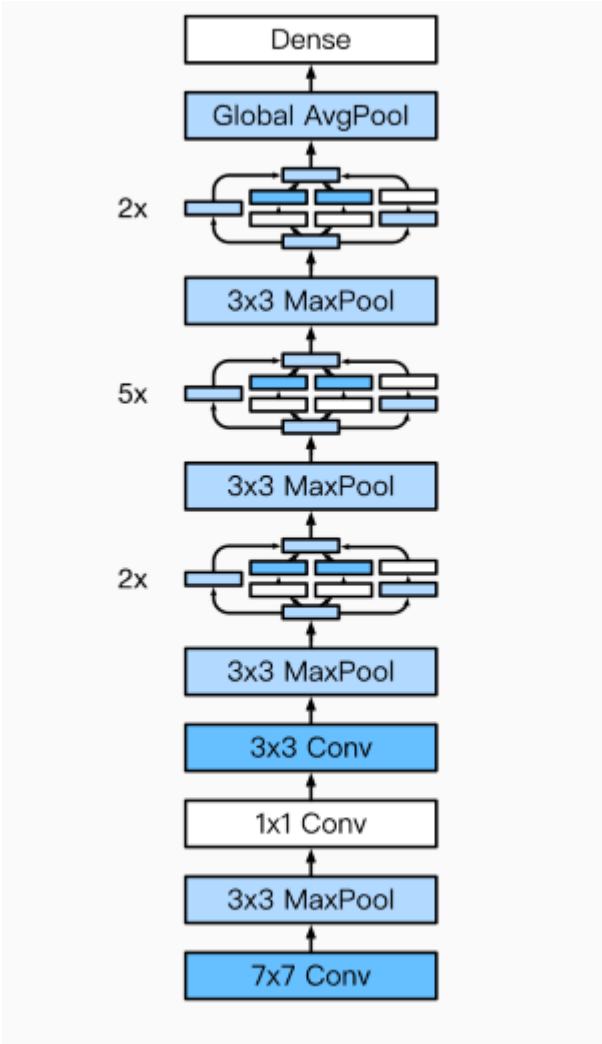 Dense
Global AvgPool
2x
3x3 MaxPool
5x
3x3 MaxPool
2x
3x3 MaxPool
3x3 Conv
1x1 Conv
3x3 MaxPool
7x7 Conv